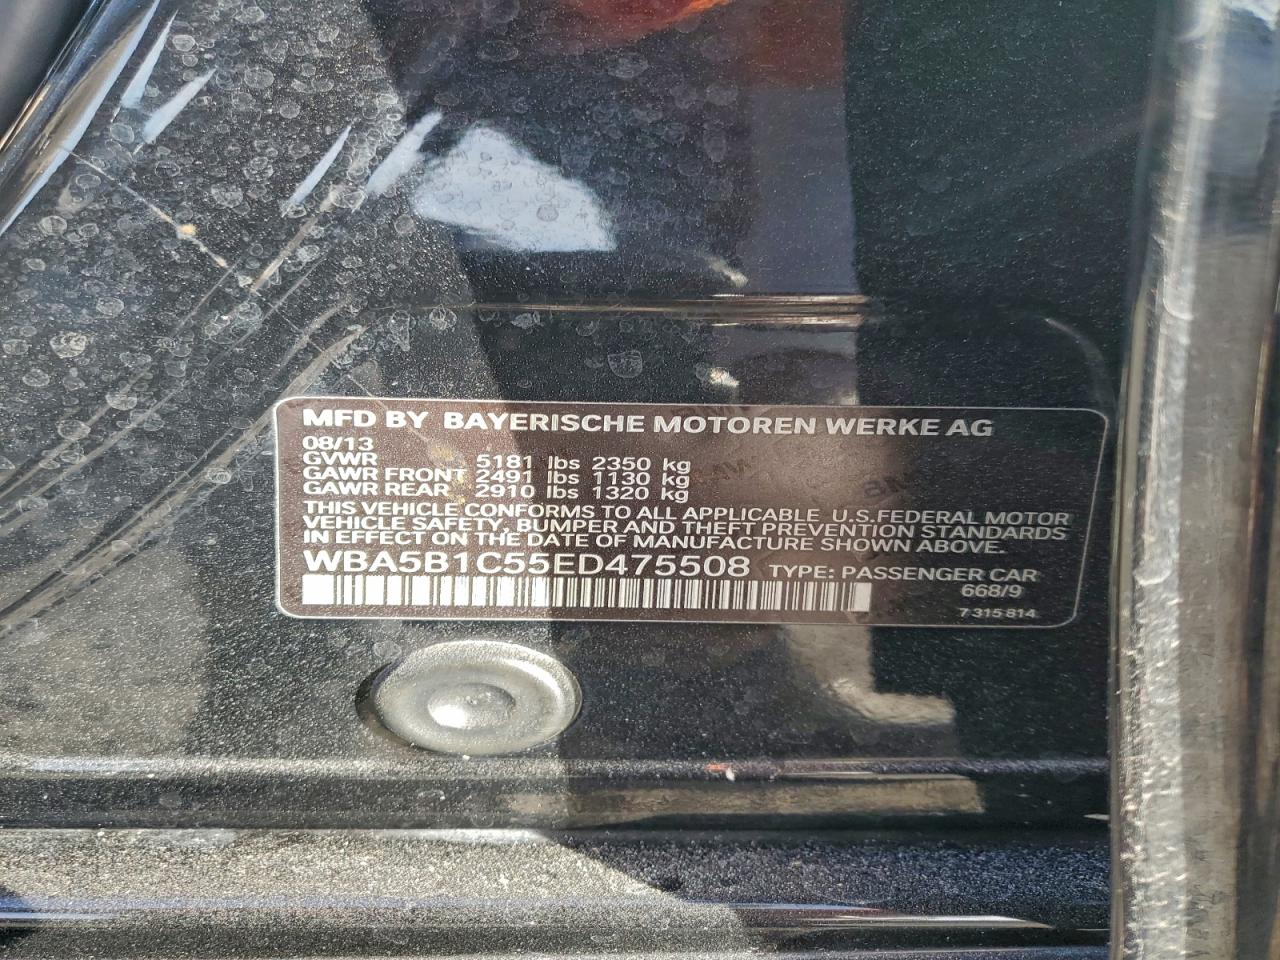 MFD BY BAYERISCHE MOTOREN WERKE AG
08/13
GVWR 5181 lbs 2350 kg
GAWR FRONT 2491 lbs 1130 kg
GAWR REAR 2910 lbs 1320 kg
THIS VEHICLE CONFORMS TO ALL APPLICABLE U.S.FEDERAL MOTOR
VEHICLE SAFETY, BUMPER AND THEFT PREVENTION STANDARDS
IN EFFECT ON THE DATE OF MANUFACTURE SHOWN ABOVE.
WBA5B1C55ED475508 TYPE: PASSENGER CAR
668/9
7 315 814